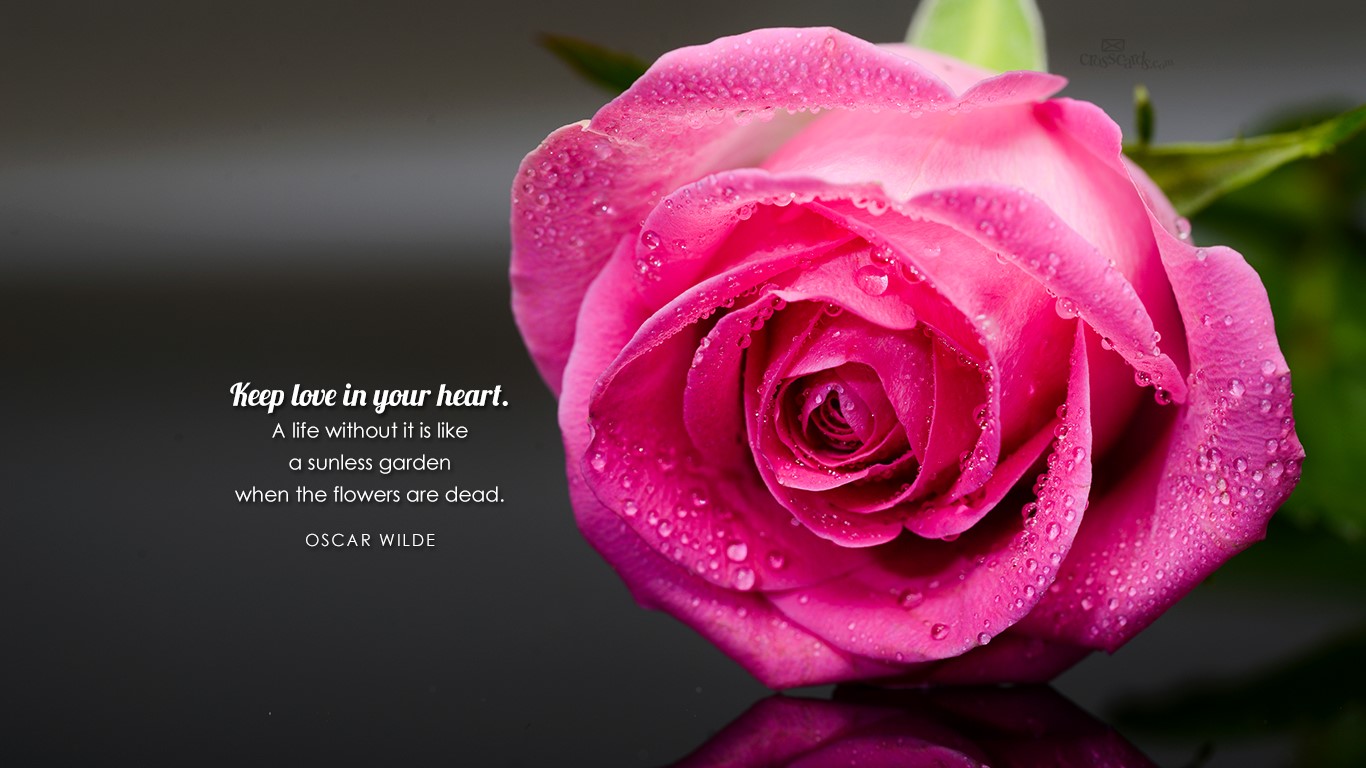 Keep love in your heart.
A life without it is like
a sunless garden
when the flowers are dead.
OSCAR WILDE